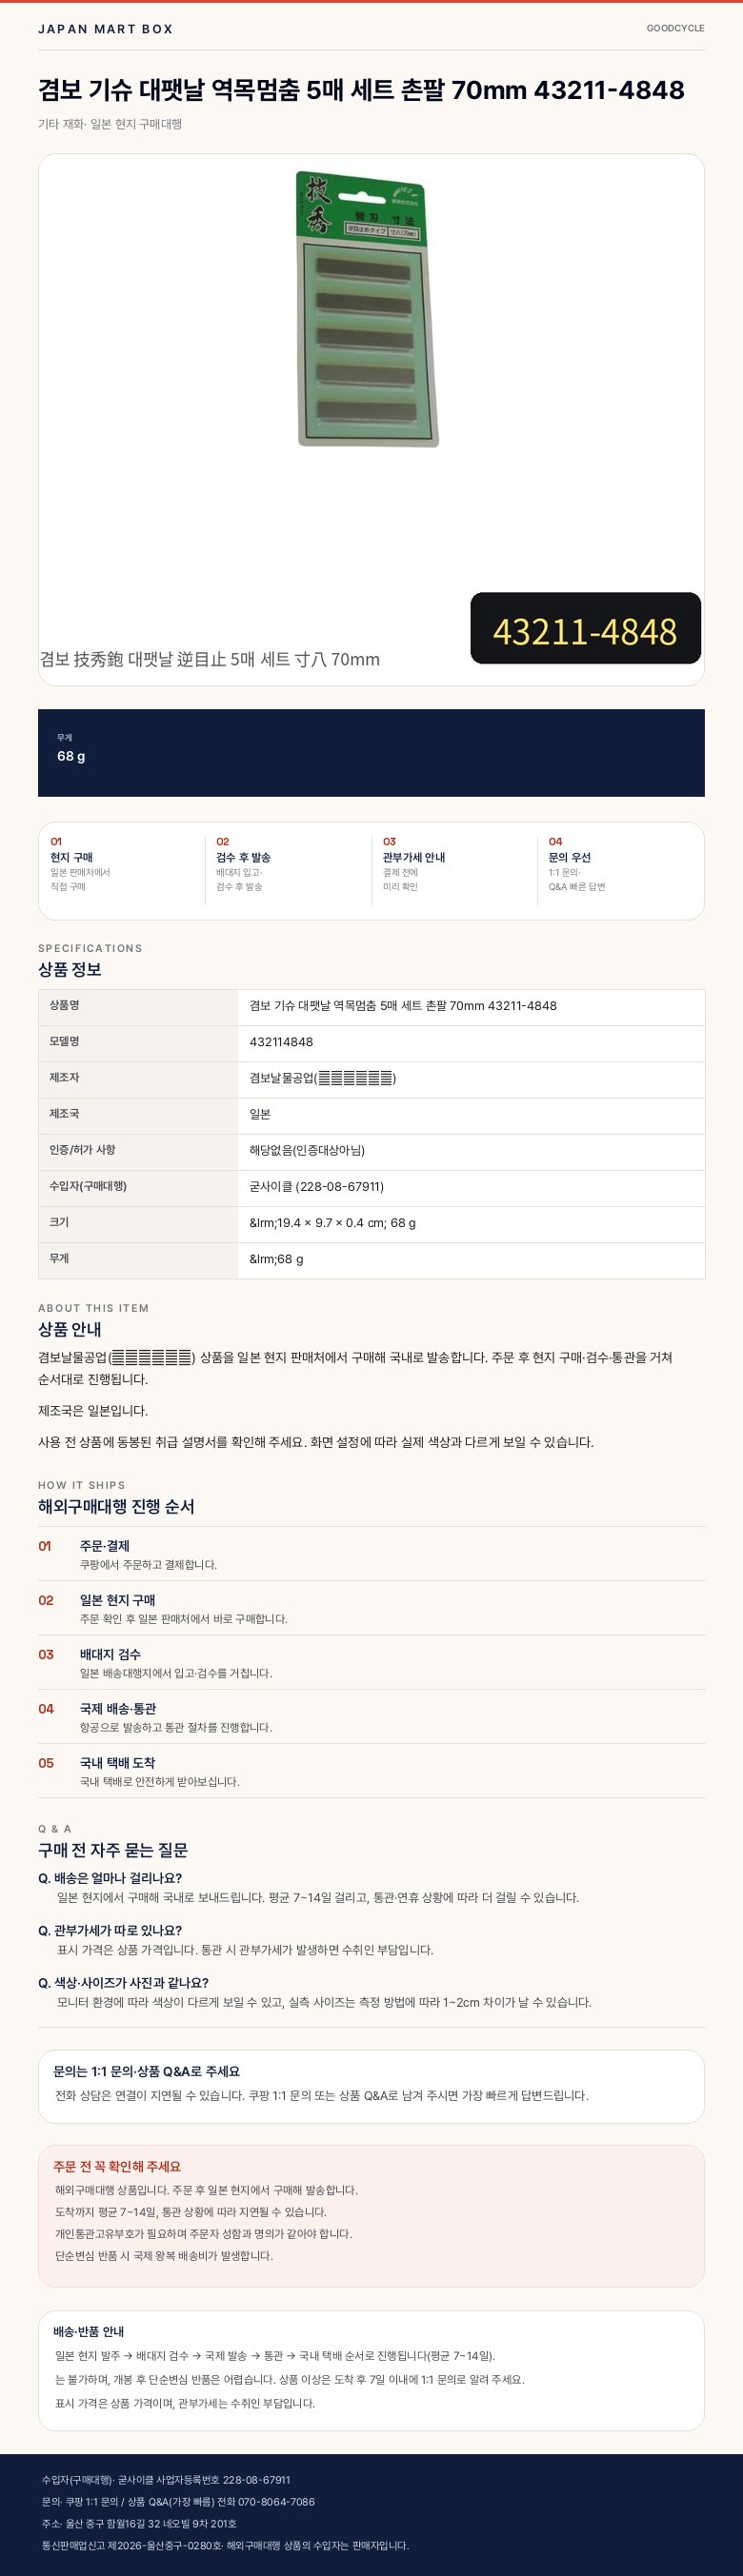 JAPAN MART BOX
GOODCYCLE
겸보 기슈 대팻날 역목멈춤 5매 세트 촌팔 70mm 43211-4848
기타 재화· 일본 현지 구매대행
技秀
替刃 寸法
逆目止めタイプ 寸八(70㎜)
43211-4848
겸보 技秀鉋 대팻날 逆目止 5매 세트 寸八 70mm
무게
68 g
01
현지 구매
일본 판매처에서
직접 구매
02
검수 후 발송
배대지 입고·
검수 후 발송
03
관부가세 안내
결제 전에
미리 확인
04
문의 우선
1:1 문의·
Q&A 빠른 답변
SPECIFICATIONS
상품 정보
상품명 겸보 기슈 대팻날 역목멈춤 5매 세트 촌팔 70mm 43211-4848
모델명 432114848
제조자 겸보날물공업()
제조국 일본
인증/허가 사항 해당없음(인증대상아님)
수입자(구매대행) 굳사이클 (228-08-67911)
크기 &lrm;19.4 × 9.7 × 0.4 cm; 68 g
무게 &lrm;68 g
ABOUT THIS ITEM
상품 안내
겸보날물공업() 상품을 일본 현지 판매처에서 구매해 국내로 발송합니다. 주문 후 현지 구매·검수·통관을 거쳐
순서대로 진행됩니다.
제조국은 일본입니다.
사용 전 상품에 동봉된 취급 설명서를 확인해 주세요. 화면 설정에 따라 실제 색상과 다르게 보일 수 있습니다.
HOW IT SHIPS
해외구매대행 진행 순서
01 주문·결제
쿠팡에서 주문하고 결제합니다.
02 일본 현지 구매
주문 확인 후 일본 판매처에서 바로 구매합니다.
03 배대지 검수
일본 배송대행지에서 입고·검수를 거칩니다.
04 국제 배송·통관
항공으로 발송하고 통관 절차를 진행합니다.
05 국내 택배 도착
국내 택배로 안전하게 받아보십니다.
Q & A
구매 전 자주 묻는 질문
Q. 배송은 얼마나 걸리나요?
일본 현지에서 구매해 국내로 보내드립니다. 평균 7~14일 걸리고, 통관·연휴 상황에 따라 더 걸릴 수 있습니다.
Q. 관부가세가 따로 있나요?
표시 가격은 상품 가격입니다. 통관 시 관부가세가 발생하면 수취인 부담입니다.
Q. 색상·사이즈가 사진과 같나요?
모니터 환경에 따라 색상이 다르게 보일 수 있고, 실측 사이즈는 측정 방법에 따라 1~2cm 차이가 날 수 있습니다.
문의는 1:1 문의·상품 Q&A로 주세요
전화 상담은 연결이 지연될 수 있습니다. 쿠팡 1:1 문의 또는 상품 Q&A로 남겨 주시면 가장 빠르게 답변드립니다.
주문 전 꼭 확인해 주세요
해외구매대행 상품입니다. 주문 후 일본 현지에서 구매해 발송합니다.
도착까지 평균 7~14일, 통관 상황에 따라 지연될 수 있습니다.
개인통관고유부호가 필요하며 주문자 성함과 명의가 같아야 합니다.
단순변심 반품 시 국제 왕복 배송비가 발생합니다.
배송·반품 안내
일본 현지 발주 → 배대지 검수 → 국제 발송 → 통관 → 국내 택배 순서로 진행됩니다(평균 7~14일).
는 불가하며, 개봉 후 단순변심 반품은 어렵습니다. 상품 이상은 도착 후 7일 이내에 1:1 문의로 알려 주세요.
표시 가격은 상품 가격이며, 관부가세는 수취인 부담입니다.
수입자(구매대행)· 굳사이클 사업자등록번호 228-08-67911
문의· 쿠팡 1:1 문의 / 상품 Q&A(가장 빠름) 전화 070-8064-7086
주소· 울산 중구 함월16길 32 네오빌 9차 201호
통신판매업신고 제2026-울산중구-0280호· 해외구매대행 상품의 수입자는 판매자입니다.